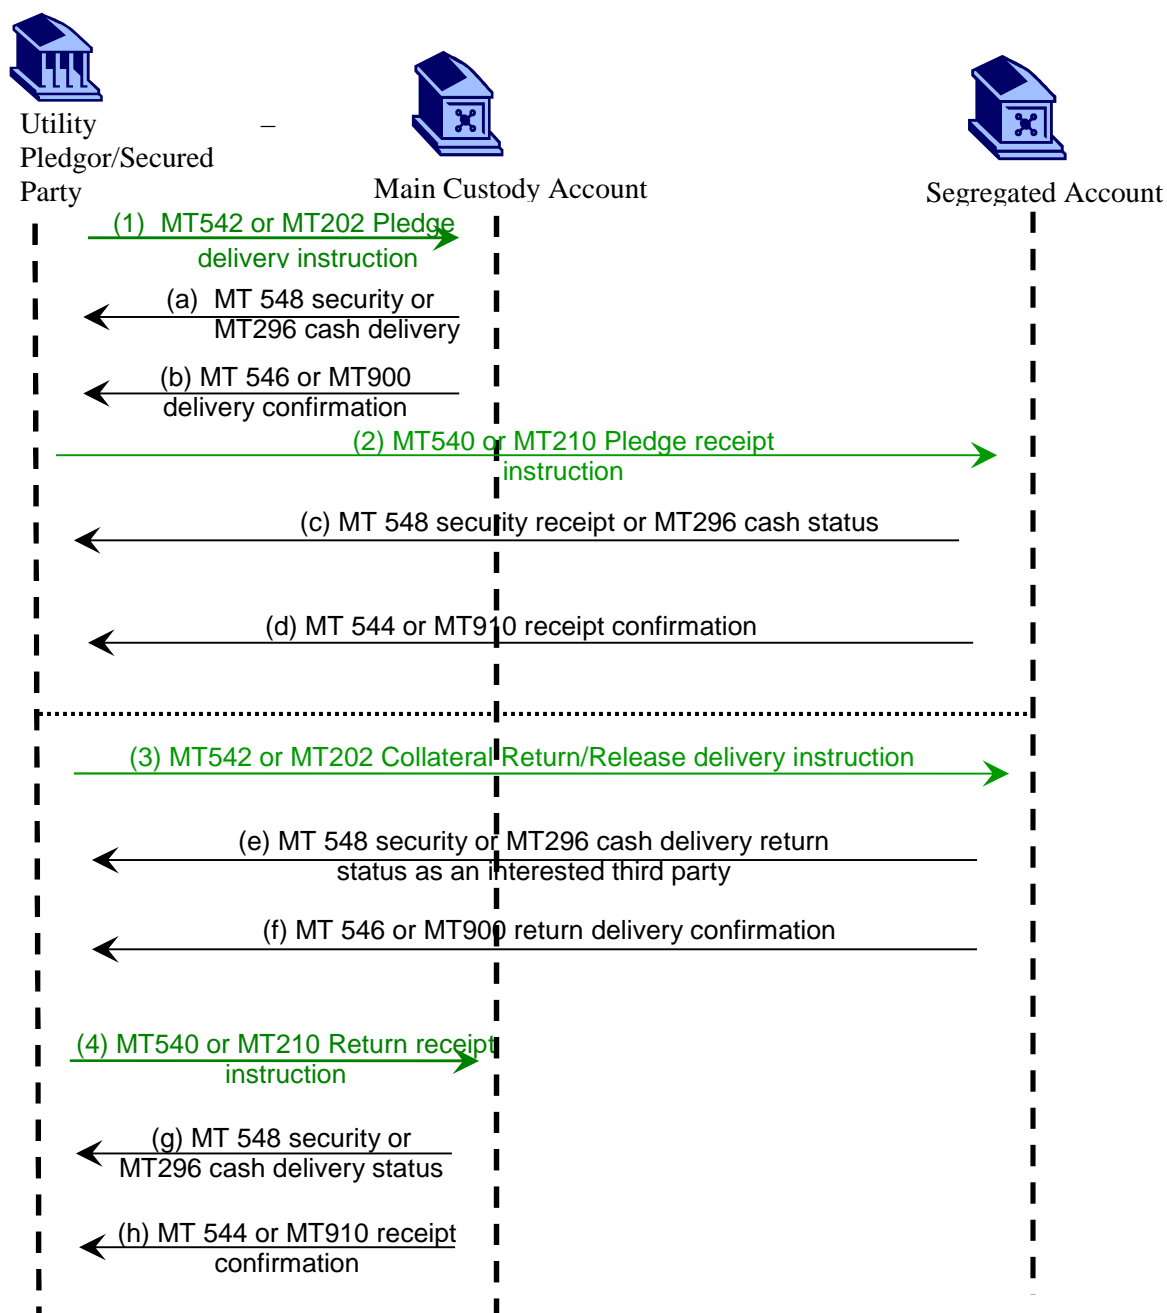 Utility –
Pledgor/Secured
Party
Main Custody Account
Segregated Account
(1) MT542 or MT202 Pledge
delivery instruction
(a) MT 548 security or
MT296 cash delivery
(b) MT 546 or MT900
delivery confirmation
(2) MT540 or MT210 Pledge receipt
instruction
(c) MT 548 security receipt or MT296 cash status
(d) MT 544 or MT910 receipt confirmation
(3) MT542 or MT202 Collateral Return/Release delivery instruction
(e) MT 548 security or MT296 cash delivery return
status as an interested third party
(f) MT 546 or MT900 return delivery confirmation
(4) MT540 or MT210 Return receipt
instruction
(g) MT 548 security or
MT296 cash delivery status
(h) MT 544 or MT910 receipt
confirmation